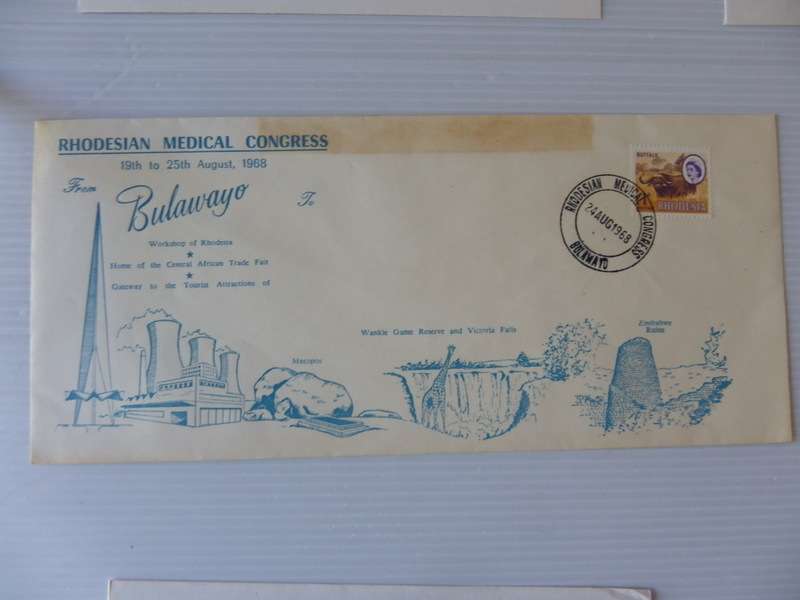 RHODESIAN MEDICAL CONGRESS
19th to 25th August, 1968
From
Bulawayo
To
Workshop of Rhodesia
Home of the Central African Trade Fair
Gateway to the Tourist Attractions of
Matopos
Wankie Game Reserve and Victoria Falls
Zimbabwe
Ruins
BUFFALO
RHODESIA
RHODESIAN MEDICAL CONGRESS
24 AUG 1968
BULAWAYO